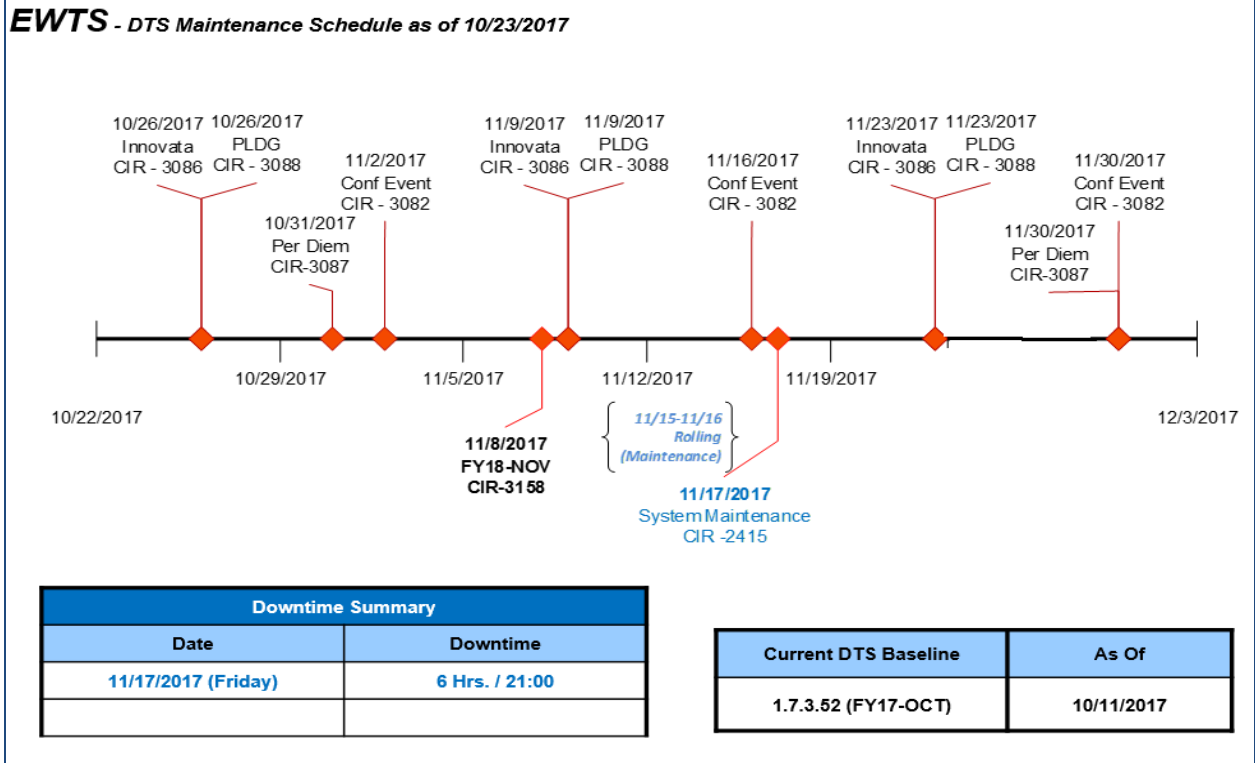 EWTS - DTS Maintenance Schedule as of 10/23/2017
10/26/2017
Innovata
CIR - 3086
10/26/2017
PLDG
CIR - 3088
10/31/2017
Per Diem
CIR-3087
11/2/2017
Conf Event
CIR - 3082
11/9/2017
Innovata
CIR - 3086
11/9/2017
PLDG
CIR - 3088
11/16/2017
Conf Event
CIR - 3082
11/23/2017
Innovata
CIR - 3086
11/23/2017
PLDG
CIR - 3088
11/30/2017
Per Diem
CIR-3087
11/30/2017
Conf Event
CIR - 3082
10/22/2017
10/29/2017
11/5/2017
11/12/2017
11/19/2017
12/3/2017
11/8/2017
FY18-NOV
CIR-3158
11/15-11/16
Rolling
(Maintenance)
11/17/2017
System Maintenance
CIR -2415
Downtime Summary
Date Downtime
11/17/2017 (Friday) 6 Hrs. / 21:00
Current DTS Baseline As Of
1.7.3.52 (FY17-OCT) 10/11/2017